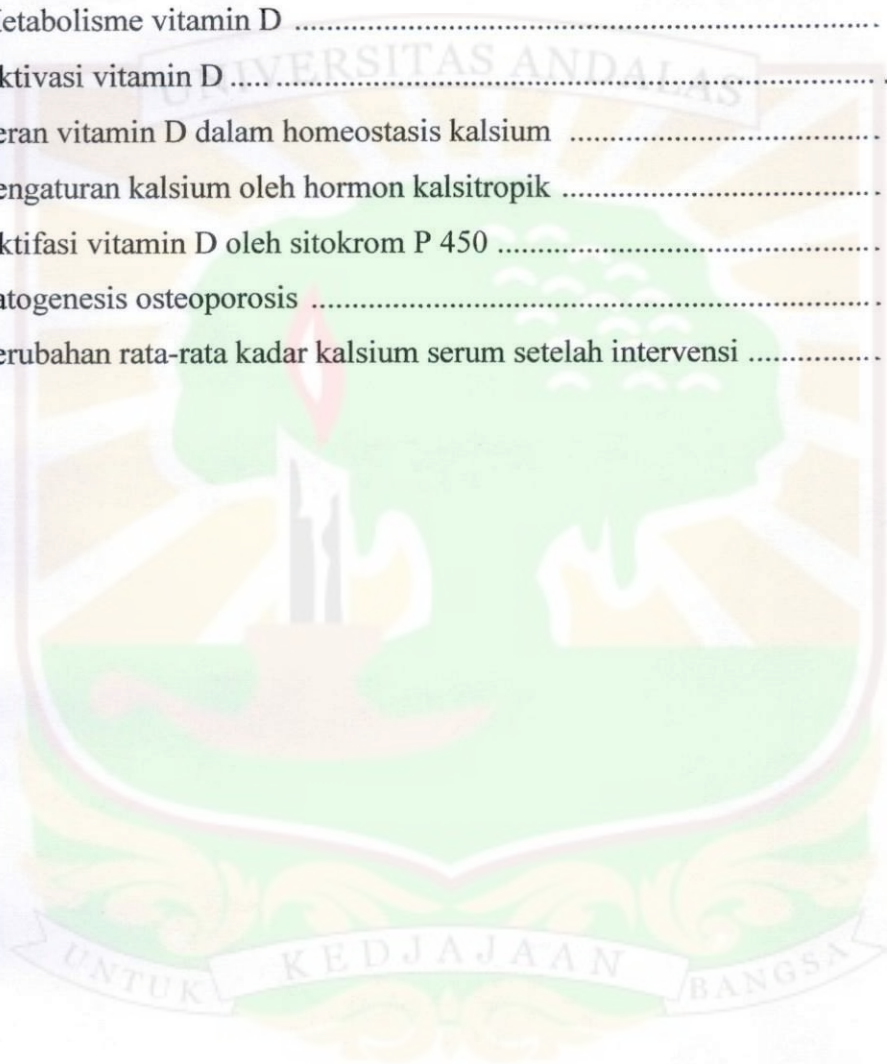 etabolisme vitamin D ........................................................................
ktivasi vitamin D .... ........................................................................ .
UNIVERSITAS ANDALAS
eran vitamin D dalam homeostasis kalsium ......................................
engaturan kalsium oleh hormon kalsitropik .......................................
ktifasi vitamin D oleh sitokrom P 450 ...............................................
atogenesis osteoporosis .....................................................................
erubahan rata-rata kadar kalsium serum setelah intervensi ................
UNTUK KEDJAJAAN BANGSA